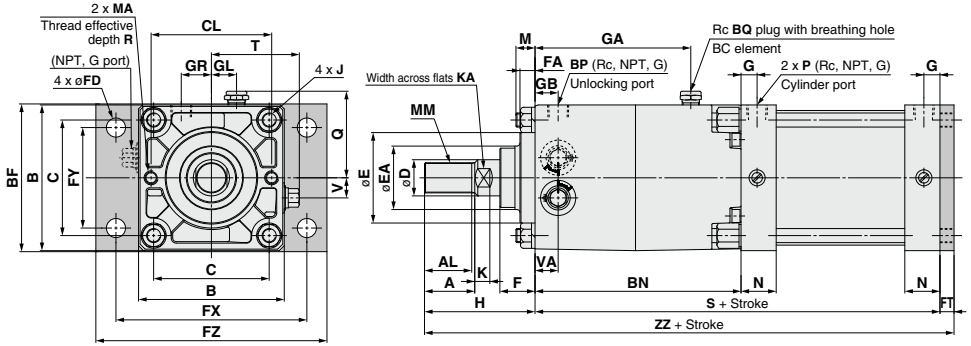 2 x MA
Thread effective
depth R
(NPT, G port)
4 x øFD
CL
T
GR
GL
4 x J
Q
V
BF
B
C
FY
C
B
FX
FZ
Width across flats KA
MM
øE
øEA
øD
M
FA
GB
GA
BP (Rc, NPT, G)
Unlocking port
Rc BQ plug with breathing hole
BC element
G
2 x P (Rc, NPT, G)
Cylinder port
G
AL
K
A
F
H
VA
BN
N
N
S + Stroke
FT
ZZ + Stroke